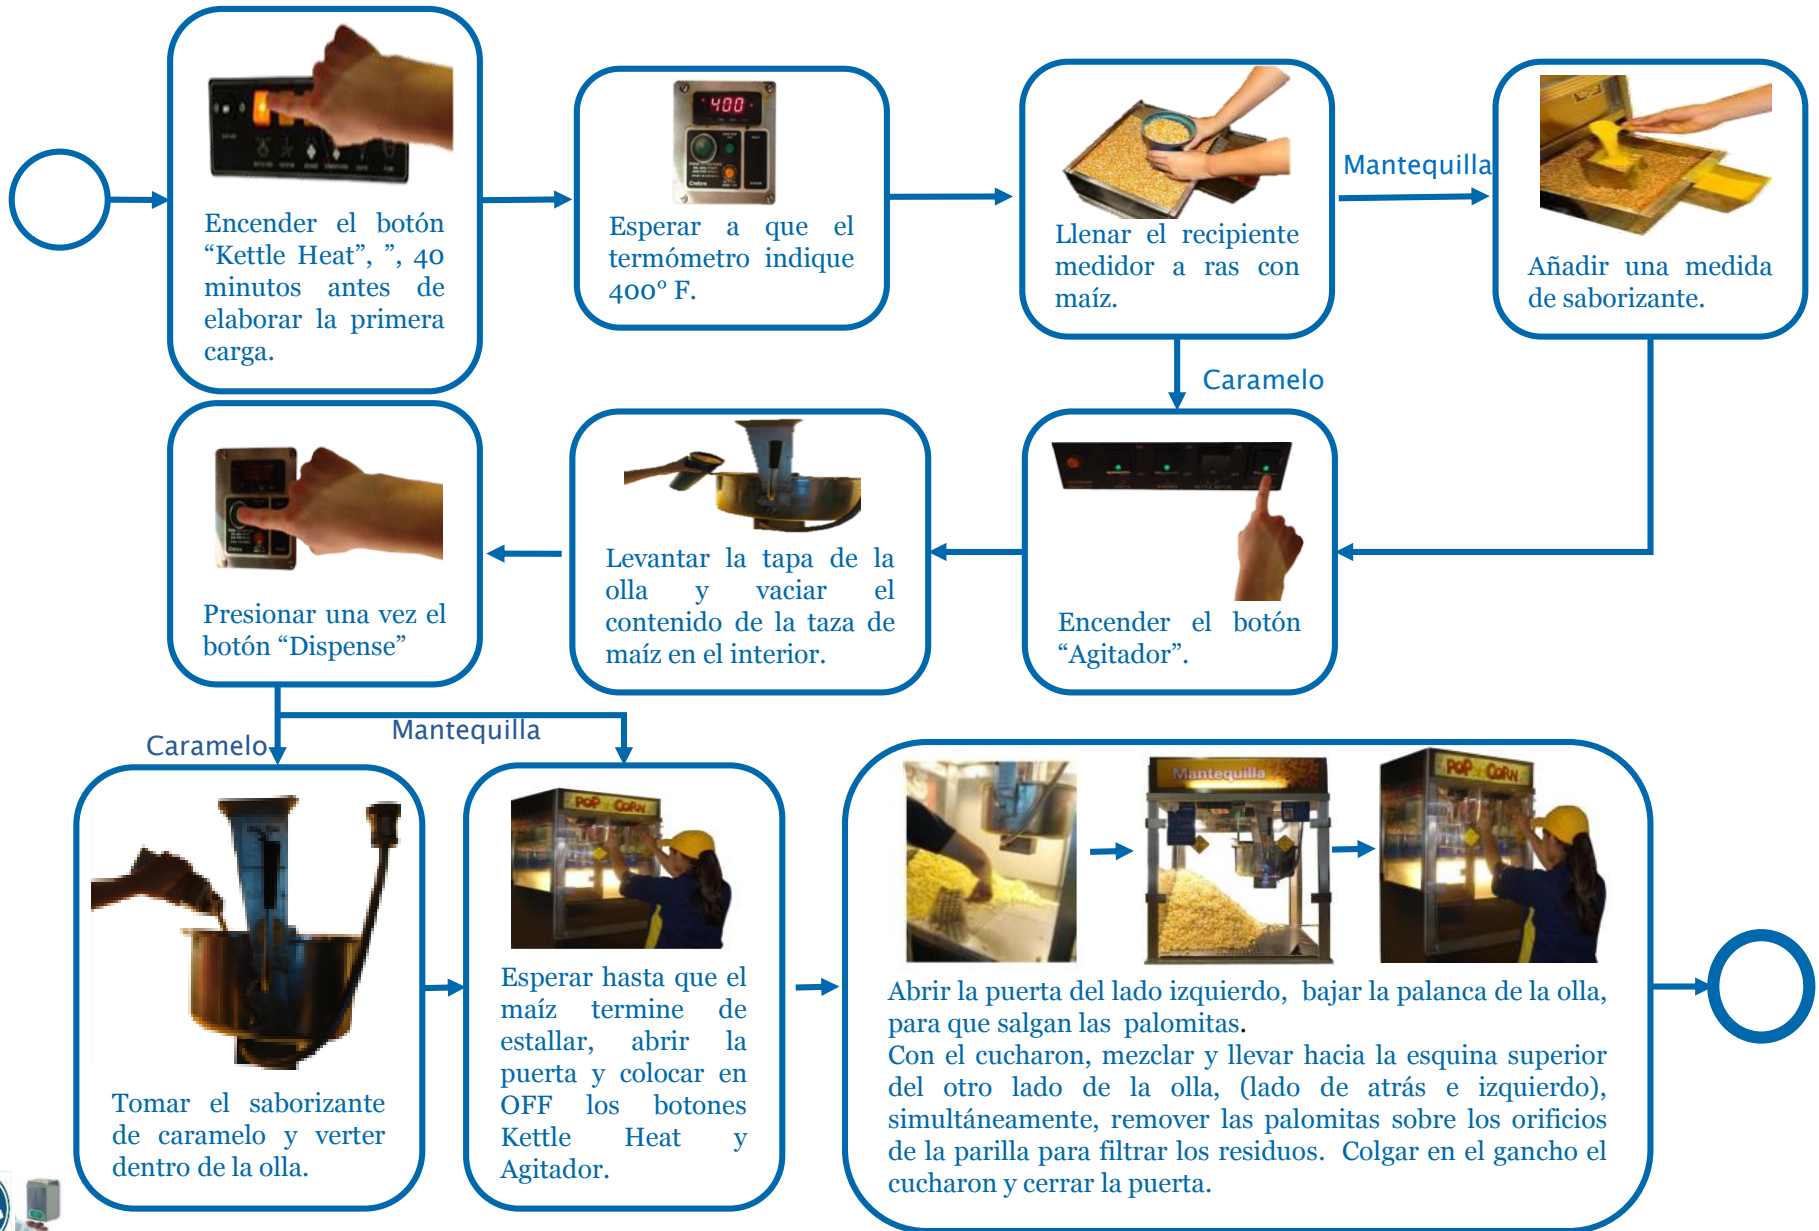 Encender el botón
“Kettle Heat”, ”, 40
minutos antes de
elaborar la primera
carga.
400
Esperar a que el
termómetro indique
400° F.
Llenar el recipiente
medidor a ras con
maíz.
Mantequilla
Añadir una medida
de saborizante.
Caramelo
Encender el botón
“Agitador”.
Levantar la tapa de la
olla y vaciar el
contenido de la taza de
maíz en el interior.
Presionar una vez el
botón “Dispense”
Caramelo
Mantequilla
Tomar el saborizante
de caramelo y verter
dentro de la olla.
POP CORN
Esperar hasta que el
maíz termine de
estallar, abrir la
puerta y colocar en
OFF los botones
Kettle Heat y
Agitador.
Mantequilla
POP CORN
Abrir la puerta del lado izquierdo, bajar la palanca de la olla,
para que salgan las palomitas.
Con el cucharon, mezclar y llevar hacia la esquina superior
del otro lado de la olla, (lado de atrás e izquierdo),
simultáneamente, remover las palomitas sobre los orificios
de la parilla para filtrar los residuos. Colgar en el gancho el
cucharon y cerrar la puerta.